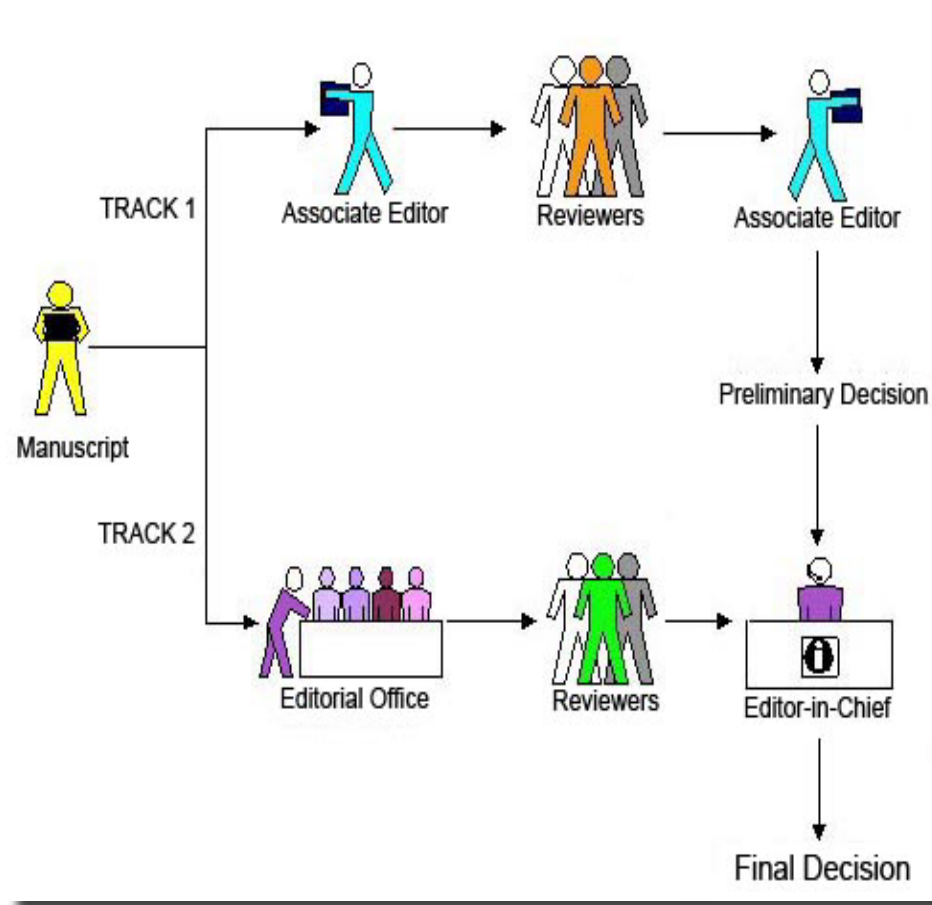 TRACK 1
Associate Editor
Reviewers
Associate Editor
Manuscript
Preliminary Decision
TRACK 2
Editorial Office
Reviewers
Editor-in-Chief
Final Decision